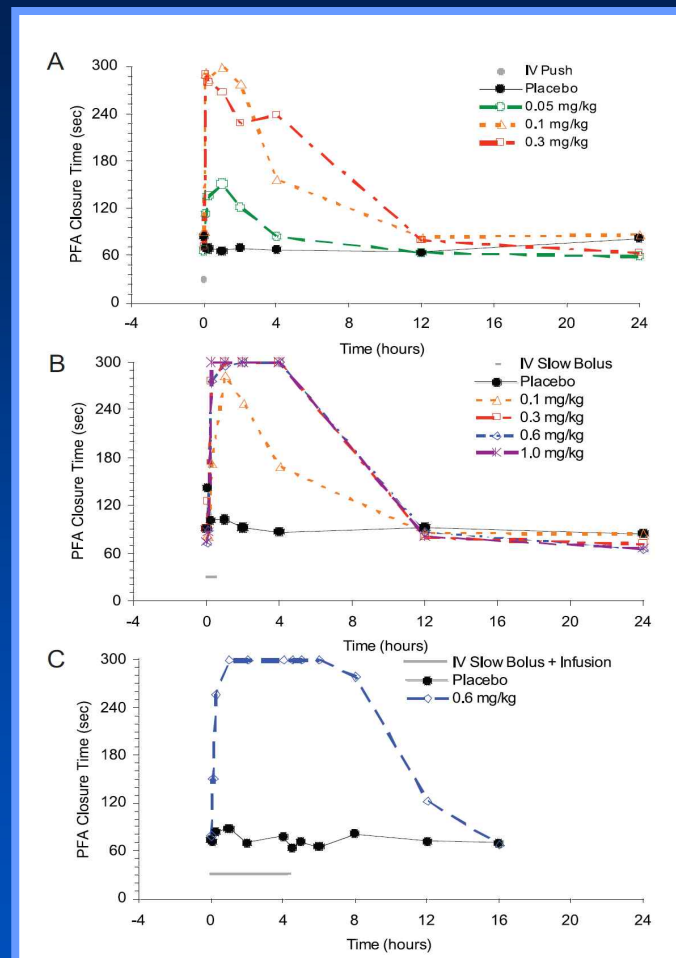 A
IV Push
Placebo
0.05 mg/kg
0.1 mg/kg
0.3 mg/kg
PFA Closure Time (sec)
300
240
180
120
60
0
-4 0 4 8 12 16 20 24
Time (hours)
B
IV Slow Bolus
Placebo
0.1 mg/kg
0.3 mg/kg
0.6 mg/kg
1.0 mg/kg
PFA Closure Time (sec)
300
240
180
120
60
0
-4 0 4 8 12 16 20 24
Time (hours)
C
IV Slow Bolus + Infusion
Placebo
0.6 mg/kg
PFA Closure Time (sec)
300
240
180
120
60
0
-4 0 4 8 12 16 20 24
Time (hours)